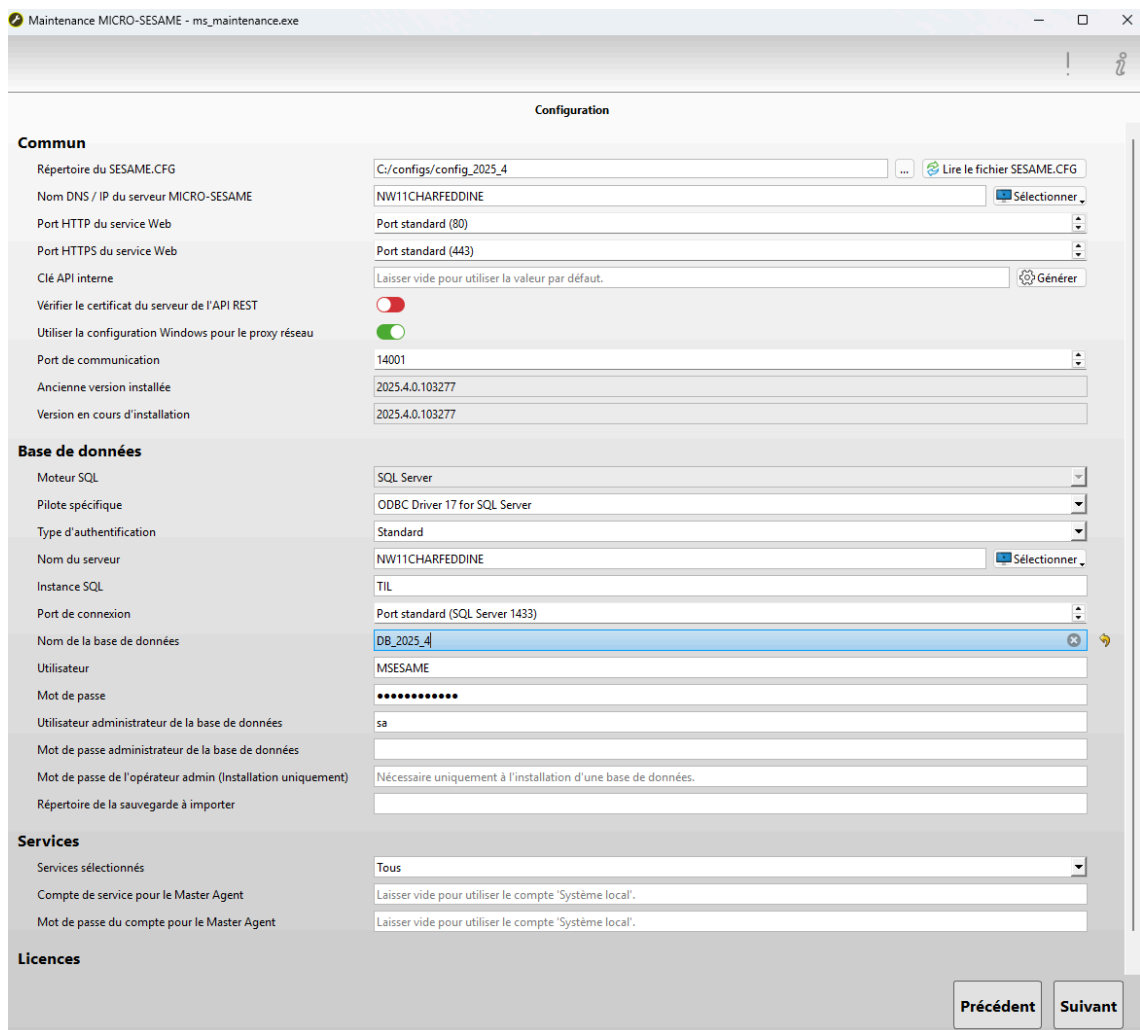 Maintenance MICRO-SESAME - ms_maintenance.exe
Configuration
Commun
Répertoire du SESAME.CFG C:/configs/config_2025_4 ... Lire le fichier SESAME.CFG
Nom DNS / IP du serveur MICRO-SESAME NW11CHARFEDDINE Sélectionner
Port HTTP du service Web Port standard (80)
Port HTTPS du service Web Port standard (443)
Clé API interne Laisser vide pour utiliser la valeur par défaut. Générer
Vérifier le certificat du serveur de l'API REST
Utiliser la configuration Windows pour le proxy réseau
Port de communication 14001
Ancienne version installée 2025.4.0.103277
Version en cours d'installation 2025.4.0.103277
Base de données
Moteur SQL SQL Server
Pilote spécifique ODBC Driver 17 for SQL Server
Type d'authentification Standard
Nom du serveur NW11CHARFEDDINE Sélectionner
Instance SQL TIL
Port de connexion Port standard (SQL Server 1433)
Nom de la base de données DB_2025_4
Utilisateur MSESAME
Mot de passe ••••••••••••
Utilisateur administrateur de la base de données sa
Mot de passe administrateur de la base de données
Mot de passe de l'opérateur admin (Installation uniquement) Nécessaire uniquement à l'installation d'une base de données.
Répertoire de la sauvegarde à importer
Services
Services sélectionnés Tous
Compte de service pour le Master Agent Laisser vide pour utiliser le compte 'Système local'.
Mot de passe du compte pour le Master Agent Laisser vide pour utiliser le compte 'Système local'.
Licences
Précédent Suivant